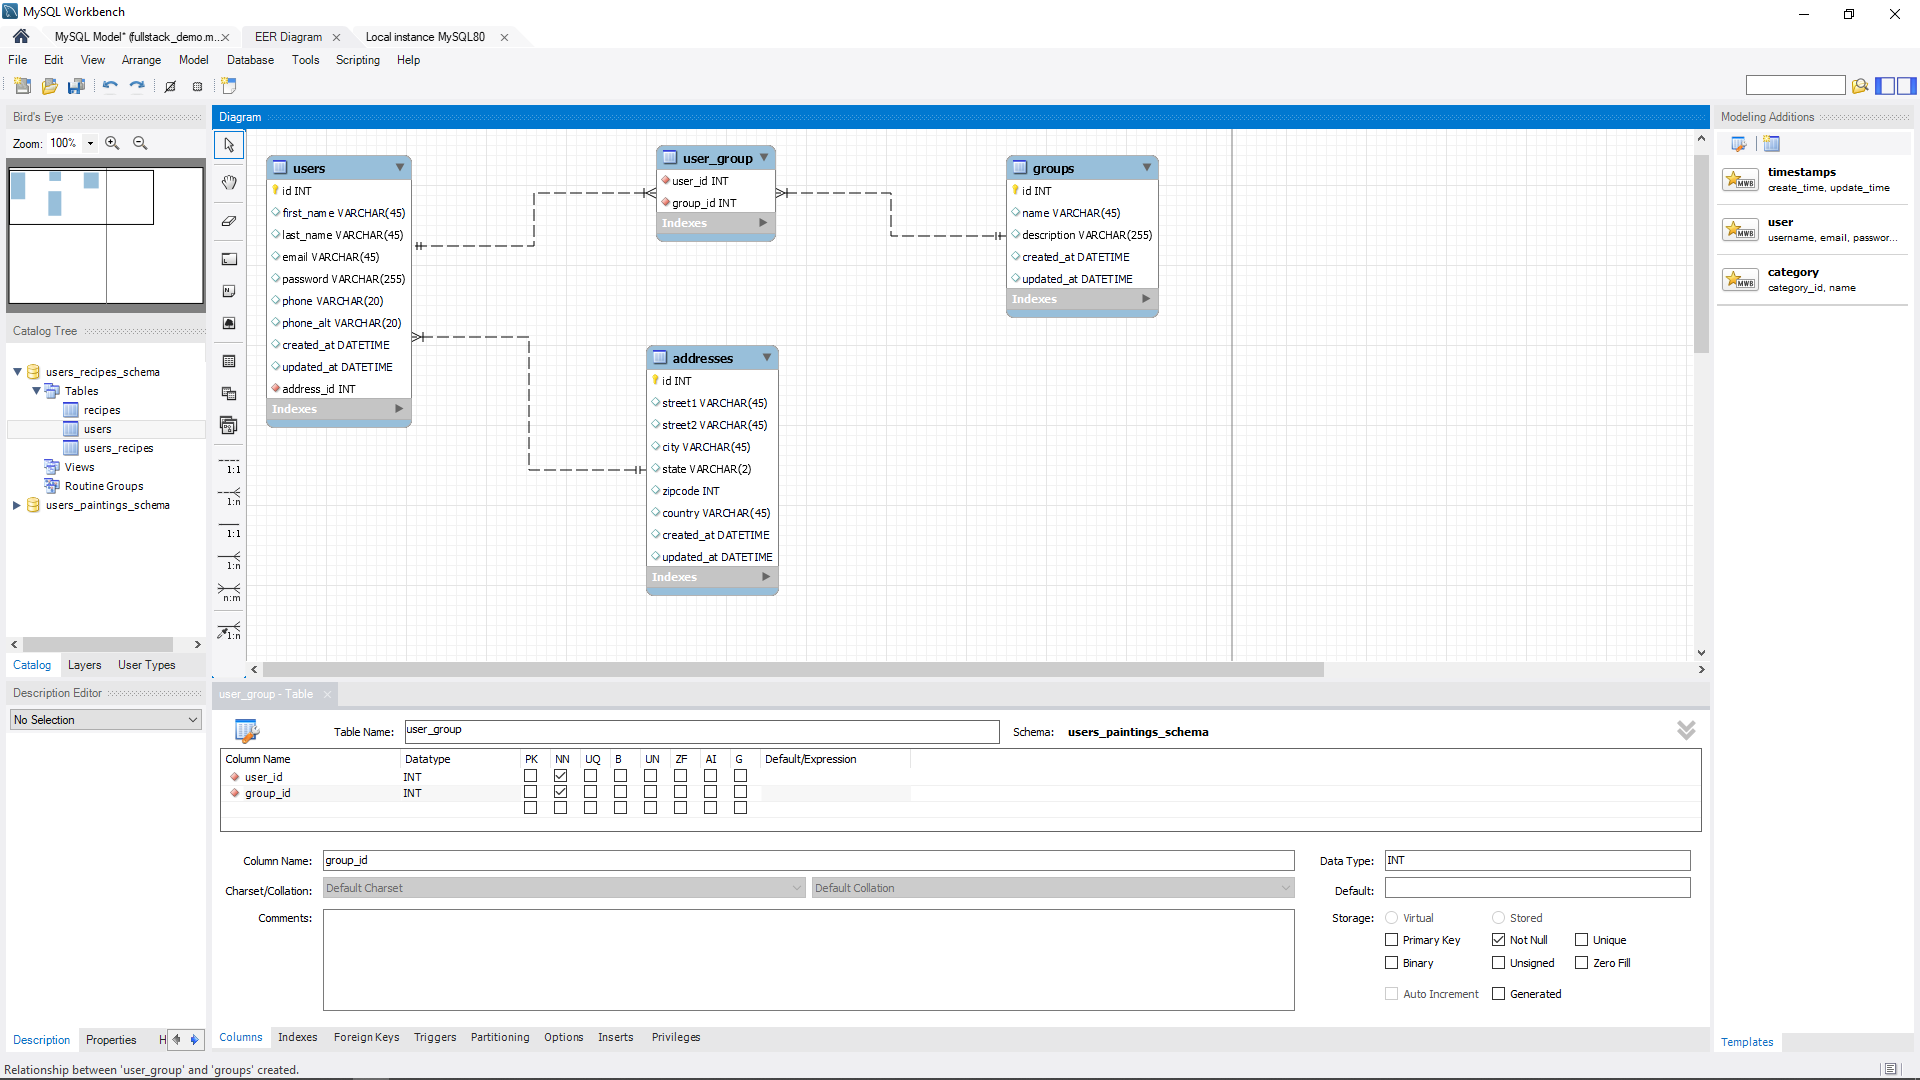 MySQL Workbench
MySQL Model* (fullstack_demo.m...
EER Diagram
Local instance MySQL80
File Edit View Arrange Model Database Tools Scripting Help
Bird's Eye
Zoom: 100%
Catalog Tree
users_recipes_schema
Tables
recipes
users
users_recipes
Views
Routine Groups
users_paintings_schema
Catalog Layers User Types
Description Editor
No Selection
Description Properties H
Diagram
1:1
1:n
1:1
1:n
n:m
1:n
users
id INT
first_name VARCHAR(45)
last_name VARCHAR(45)
email VARCHAR(45)
password VARCHAR(255)
phone VARCHAR(20)
phone_alt VARCHAR(20)
created_at DATETIME
updated_at DATETIME
address_id INT
Indexes
user_group
user_id INT
group_id INT
Indexes
groups
id INT
name VARCHAR(45)
description VARCHAR(255)
created_at DATETIME
updated_at DATETIME
Indexes
addresses
id INT
street1 VARCHAR(45)
street2 VARCHAR(45)
city VARCHAR(45)
state VARCHAR(2)
zipcode INT
country VARCHAR(45)
created_at DATETIME
updated_at DATETIME
Indexes
Modeling Additions
MWB
timestamps
create_time, update_time
MWB
user
username, email, passwor...
MWB
category
category_id, name
Templates
user_group - Table
Table Name: user_group
Schema: users_paintings_schema
Column Name Datatype PK NN UQ B UN ZF AI G Default/Expression
user_id INT
group_id INT
Column Name: group_id
Data Type: INT
Charset/Collation: Default Charset Default Collation
Default:
Comments:
Storage: Virtual Stored
Primary Key Not Null Unique
Binary Unsigned Zero Fill
Auto Increment Generated
Columns Indexes Foreign Keys Triggers Partitioning Options Inserts Privileges
Relationship between 'user_group' and 'groups' created.